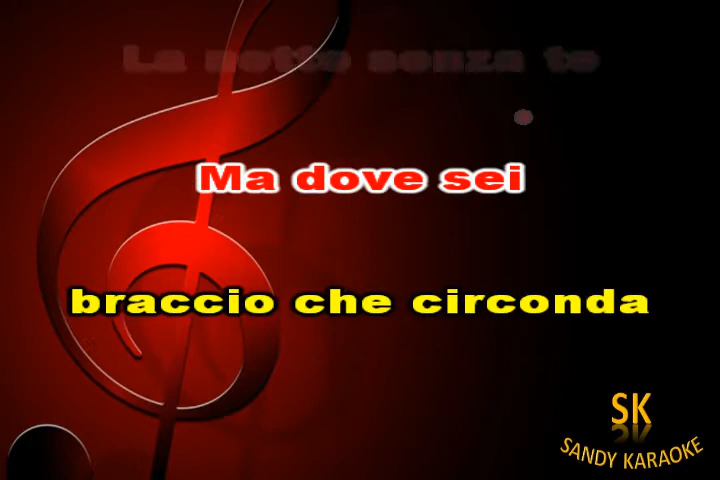 La notte senza te
Ma dove sei
braccio che circonda
SK
SANDY KARAOKE